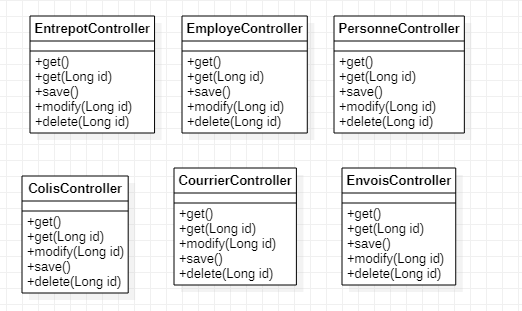 EntrepotController
+get()
+get(Long id)
+save()
+modify(Long id)
+delete(Long id)
EmployeController
+get()
+get(Long id)
+save()
+modify(Long id)
+delete(Long id)
PersonneController
+get()
+get(Long id)
+save()
+modify(Long id)
+delete(Long id)
ColisController
+get()
+get(Long id)
+modify(Long id)
+save()
+delete(Long id)
CourrierController
+get()
+get(Long id)
+modify(Long id)
+save()
+delete(Long id)
EnvoisController
+get()
+get(Long id)
+save()
+modify(Long id)
+delete(Long id)